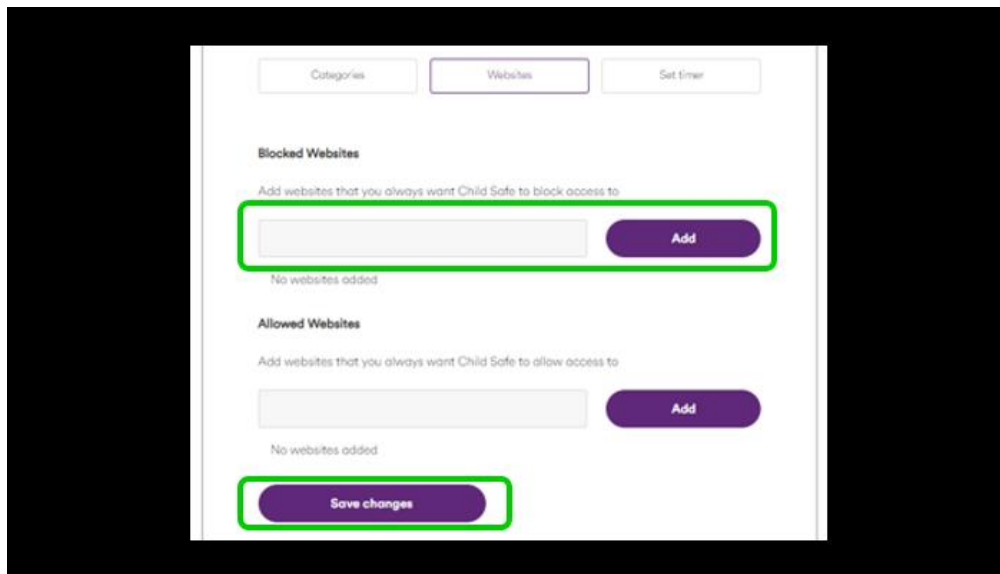 Categories
Websites
Set timer
Blocked Websites
Add websites that you always want Child Safe to block access to
Add
No websites added
Allowed Websites
Add websites that you always want Child Safe to allow access to
Add
No websites added
Save changes